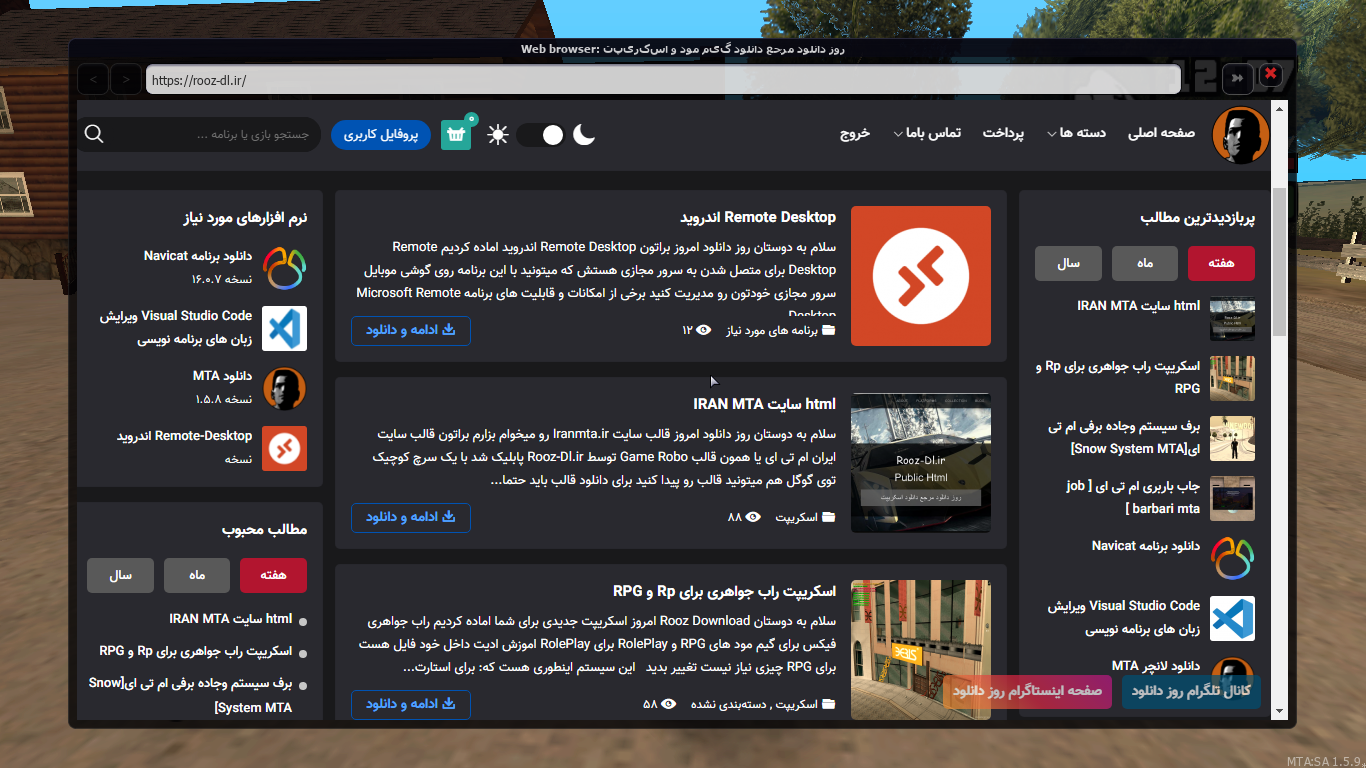 Web browser: روز دانلود مرجع دانلود گیم مود و اسکریپت
https://rooz-dl.ir/
صفحه اصلی
دسته ها
پرداخت
تماس باما
خروج
0
پروفایل کاربری
جستجو بازی یا برنامه ...
پربازدیدترین مطالب
هفته
ماه
سال
html سایت IRAN MTA
اسکریپت راب جواهری برای Rp و
RPG
برف سیستم وجاده برفی ام تی
ای[Snow System MTA]
جاب باربری ام تی ای [ job
barbari mta ]
دانلود برنامه Navicat
Visual Studio Code ویرایش
زبان های برنامه نویسی
دانلود لانچر MTA
کانال تلگرام روز دانلود
صفحه اینستاگرام روز دانلود
Remote Desktop اندروید
سلام به دوستان روز دانلود امروز براتون Remote Desktop اندروید اماده کردیم Remote
Desktop برای متصل شدن به سرور مجازی هستش که میتونید با این برنامه روی گوشی موبایل
سرور مجازی خودتون رو مدیریت کنید برخی از امکانات و قابلیت های برنامه Microsoft Remote
Desktop
برنامه های مورد نیاز
۱۲
ادامه و دانلود
html سایت IRAN MTA
سلام به دوستان روز دانلود امروز قالب سایت Iranmta.ir رو میخوام بزارم براتون قالب سایت
ایران ام تی ای یا همون قالب Game Robo توسط Rooz-Dl.ir پابلیک شد با یک سرچ کوچیک
توی گوگل هم میتونید قالب رو پیدا کنید برای دانلود قالب باید حتما...
Rooz-Dl.ir
Public Html
روز دانلود مرجع دانلود اسکریپت
اسکریپت
۸۸
ادامه و دانلود
اسکریپت راب جواهری برای Rp و RPG
سلام به دوستان Rooz Download امروز اسکریپت جدیدی برای شما اماده کردیم راب جواهری
فیکس برای گیم مود های RPG و RolePlay برای RolePlay اموزش ادیت داخل خود فایل هست
برای RPG چیزی نیاز نیست تغییر بدید این سیستم اینطوری هست که: برای استارت...
اسکریپت , دسته‌بندی نشده
۵۸
ادامه و دانلود
نرم افزارهای مورد نیاز
دانلود برنامه Navicat
نسخه ۱۶.۰.۷
Visual Studio Code ویرایش
زبان های برنامه نویسی
دانلود MTA
نسخه ۱.۵.۸
Remote-Desktop اندروید
نسخه
مطالب محبوب
هفته
ماه
سال
html سایت IRAN MTA
اسکریپت راب جواهری برای Rp و RPG
برف سیستم وجاده برفی ام تی ای[Snow
System MTA]
MTA:SA 1.5.9